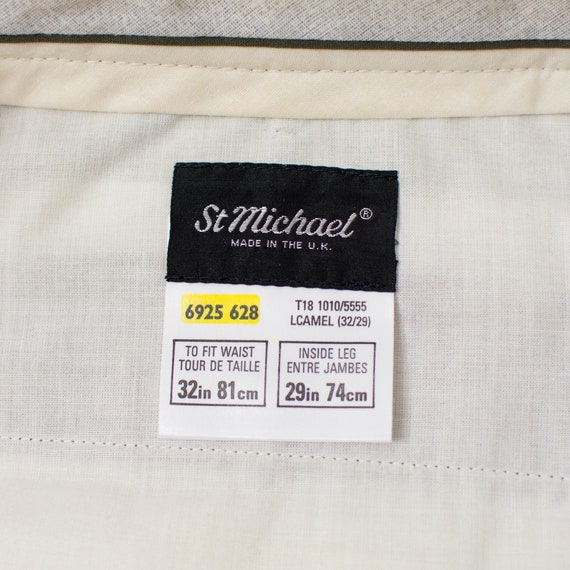 St Michael®
MADE IN THE U.K.
6925 628
T18 1010/5555
LCAMEL (32/29)
TO FIT WAIST
TOUR DE TAILLE
32in 81cm
INSIDE LEG
ENTRE JAMBES
29in 74cm